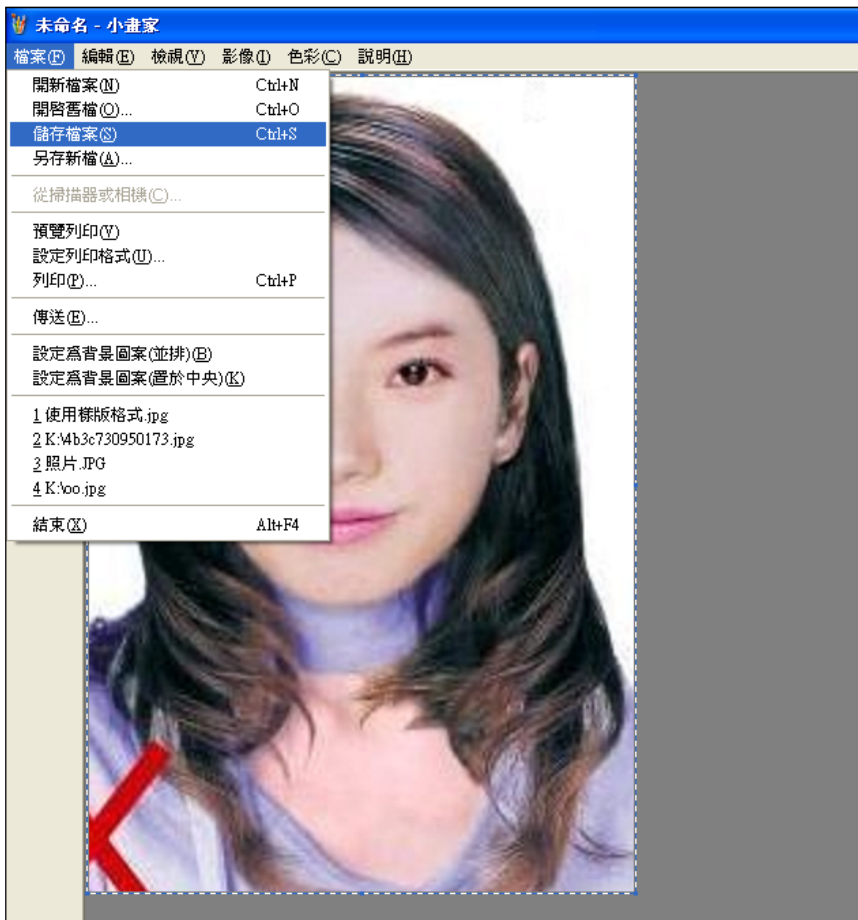 未命名 - 小畫家
檔案(F) 編輯(E) 檢視(V) 影像(I) 色彩(C) 說明(H)
開新檔案(N) Ctrl+N
開啓舊檔(O)... Ctrl+O
儲存檔案(S) Ctrl+S
另存新檔(A)...
從掃描器或相機(C)...
預覽列印(V)
設定列印格式(U)...
列印(P)... Ctrl+P
傳送(E)...
設定爲背景圖案(並排)(B)
設定爲背景圖案(置於中央)(K)
1 使用樣版格式.jpg
2 K:\4b3c730950173.jpg
3 照片.JPG
4 K:\oo.jpg
結束(X) Alt+F4